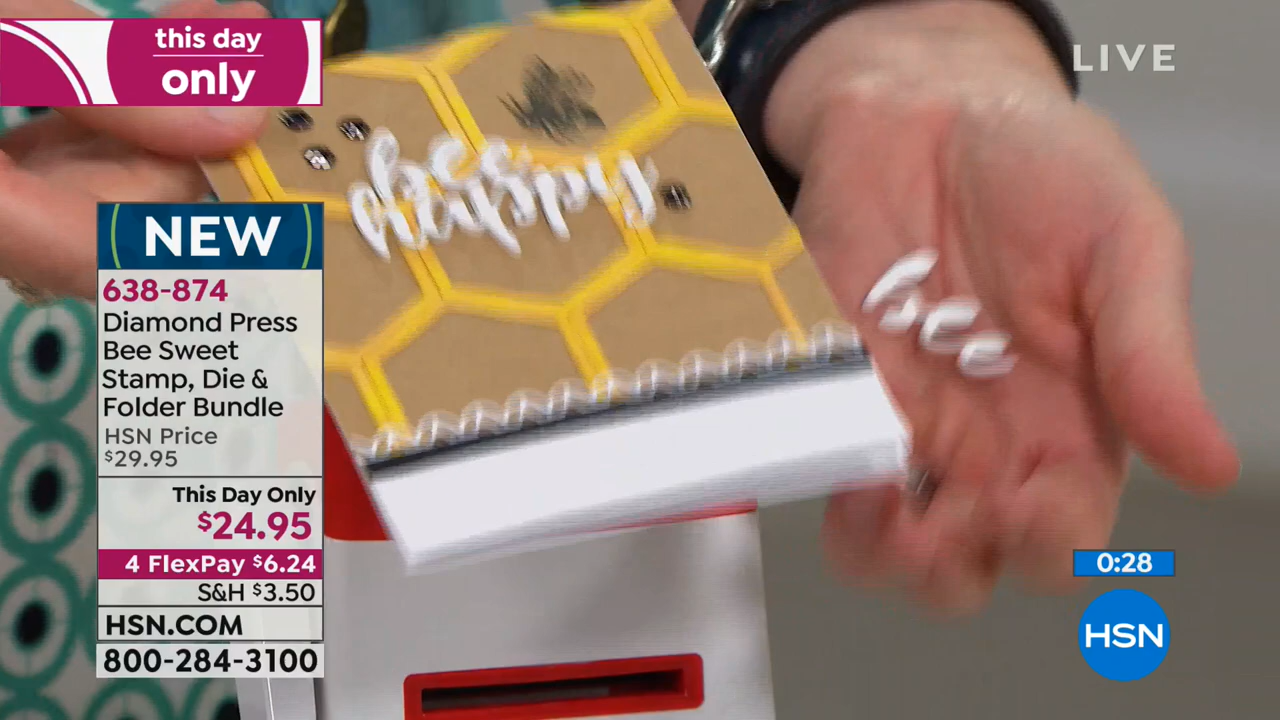 this day
only
LIVE
happy
NEW
638-874
Diamond Press
Bee Sweet
Stamp, Die &
Folder Bundle
HSN Price
$29.95
This Day Only
$24.95
4 FlexPay $6.24
S&H $3.50
HSN.COM
800-284-3100
0:28
HSN